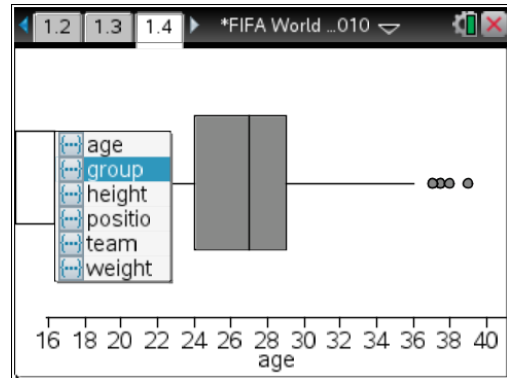 1.2 1.3 1.4 *FIFA World ...010
age
group
height
positio
team
weight
16 18 20 22 24 26 28 30 32 34 36 38 40
age